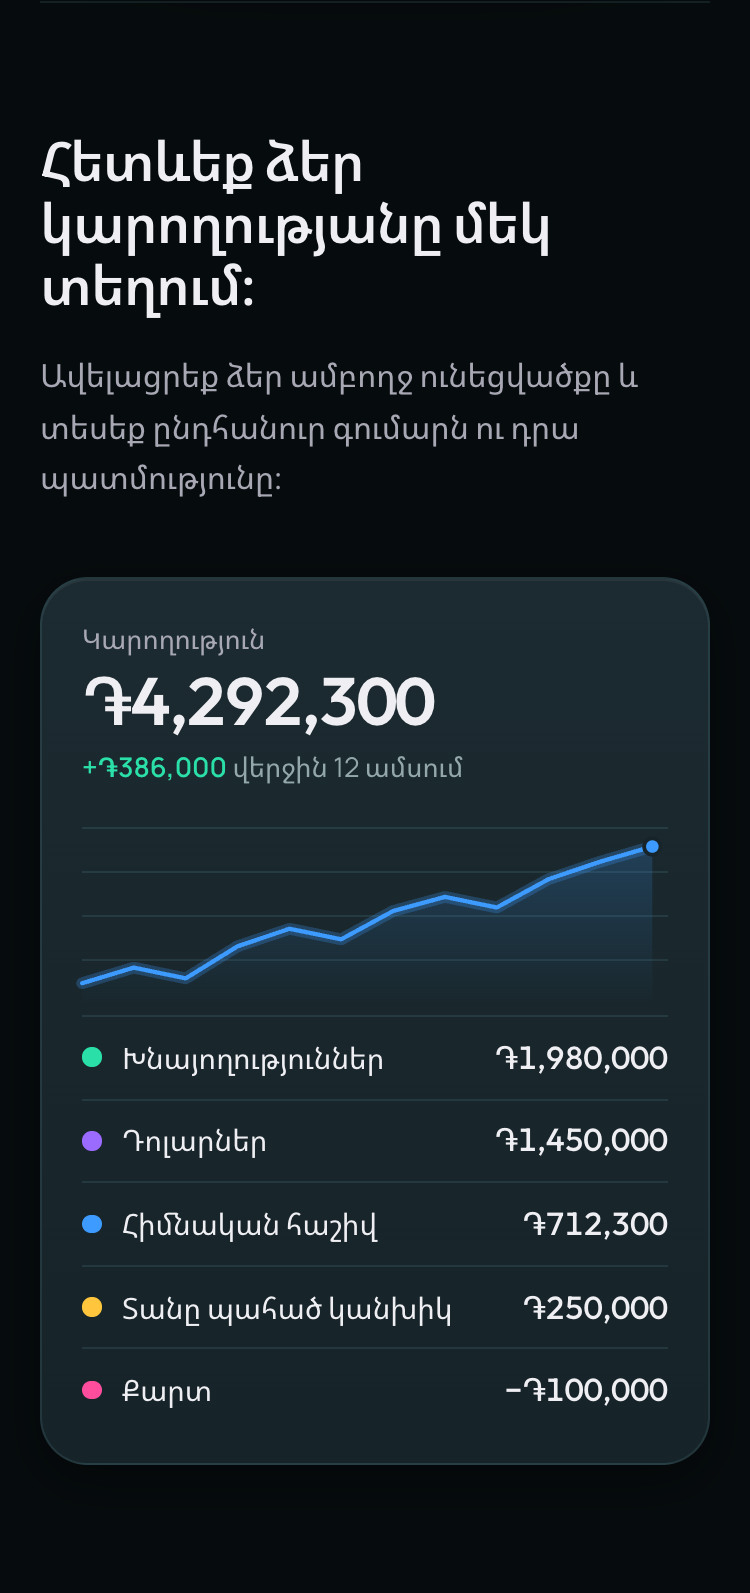 Հետևեք ձեր
կարողությանը մեկ
տեղում։
Ավելացրեք ձեր ամբողջ ունեցվածքը և
տեսեք ընդհանուր գումարն ու դրա
պատմությունը։
Կարողություն
֏4,292,300
+֏386,000 վերջին 12 ամսում
Խնայողություններ ֏1,980,000
Դոլարներ ֏1,450,000
Հիմնական հաշիվ ֏712,300
Տանը պահած կանխիկ ֏250,000
Քարտ −֏100,000